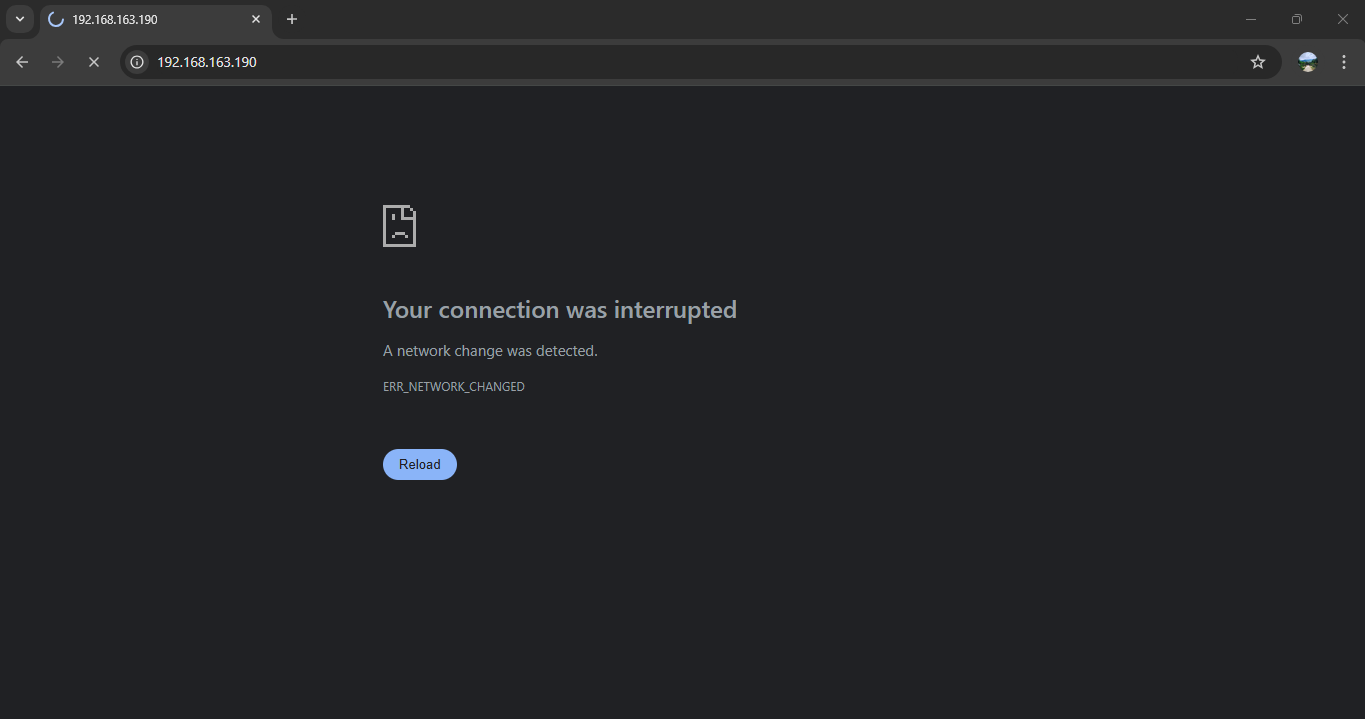 192.168.163.190
192.168.163.190
Your connection was interrupted
A network change was detected.
ERR_NETWORK_CHANGED
Reload